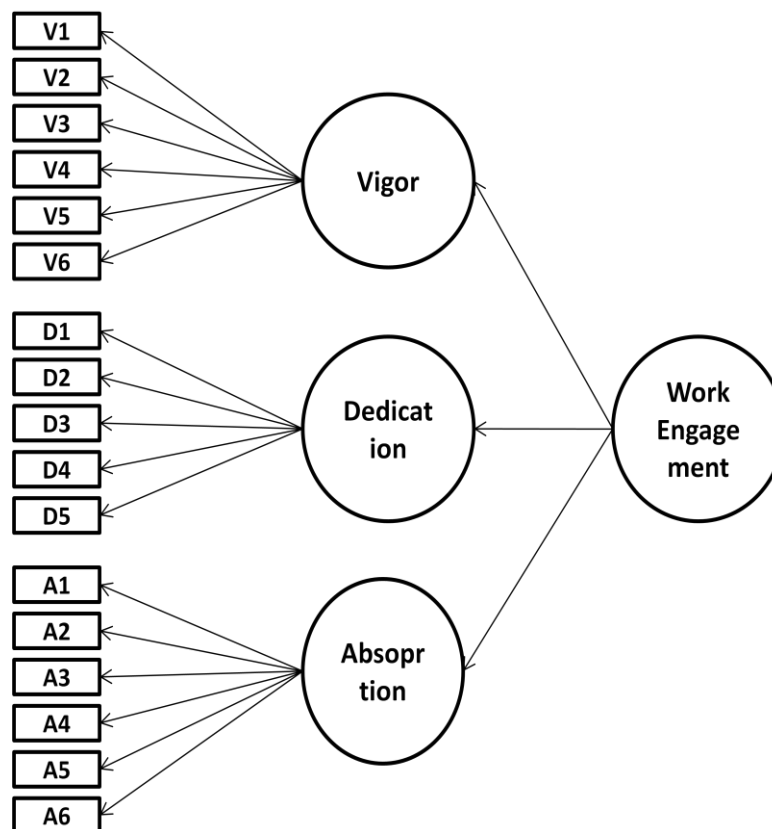 V1
V2
V3
V4
V5
V6
Vigor
D1
D2
D3
D4
D5
Dedicat
ion
Work
Engage
ment
A1
A2
A3
A4
A5
A6
Absopr
tion